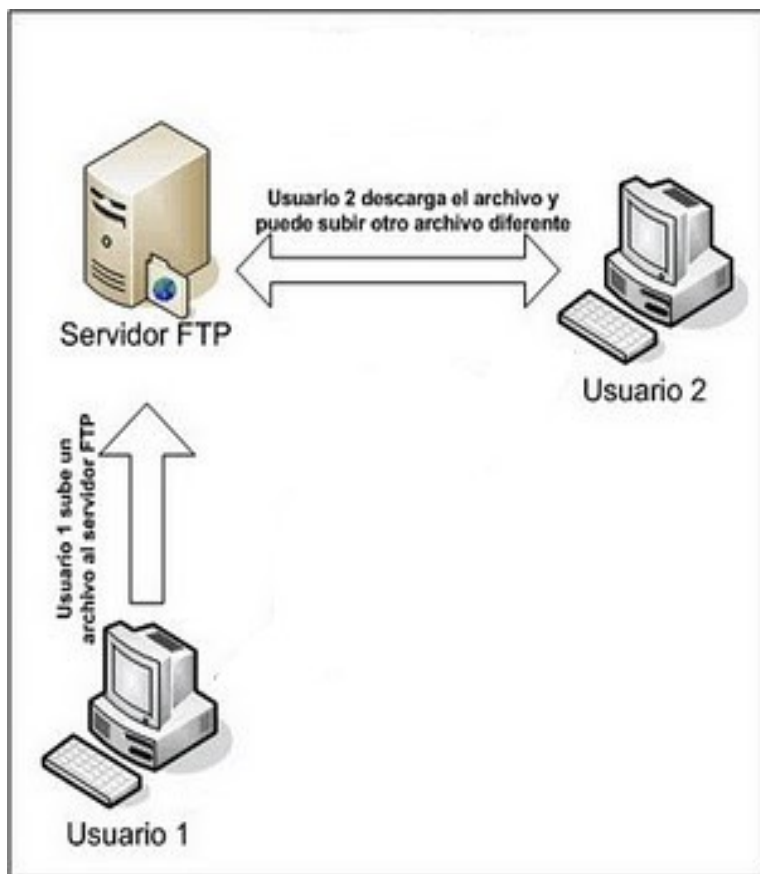 Usuario 2 descarga el archivo y
puede subir otro archivo diferente
Servidor FTP
Usuario 2
Usuario 1 sube un
archivo al servidor FTP
Usuario 1